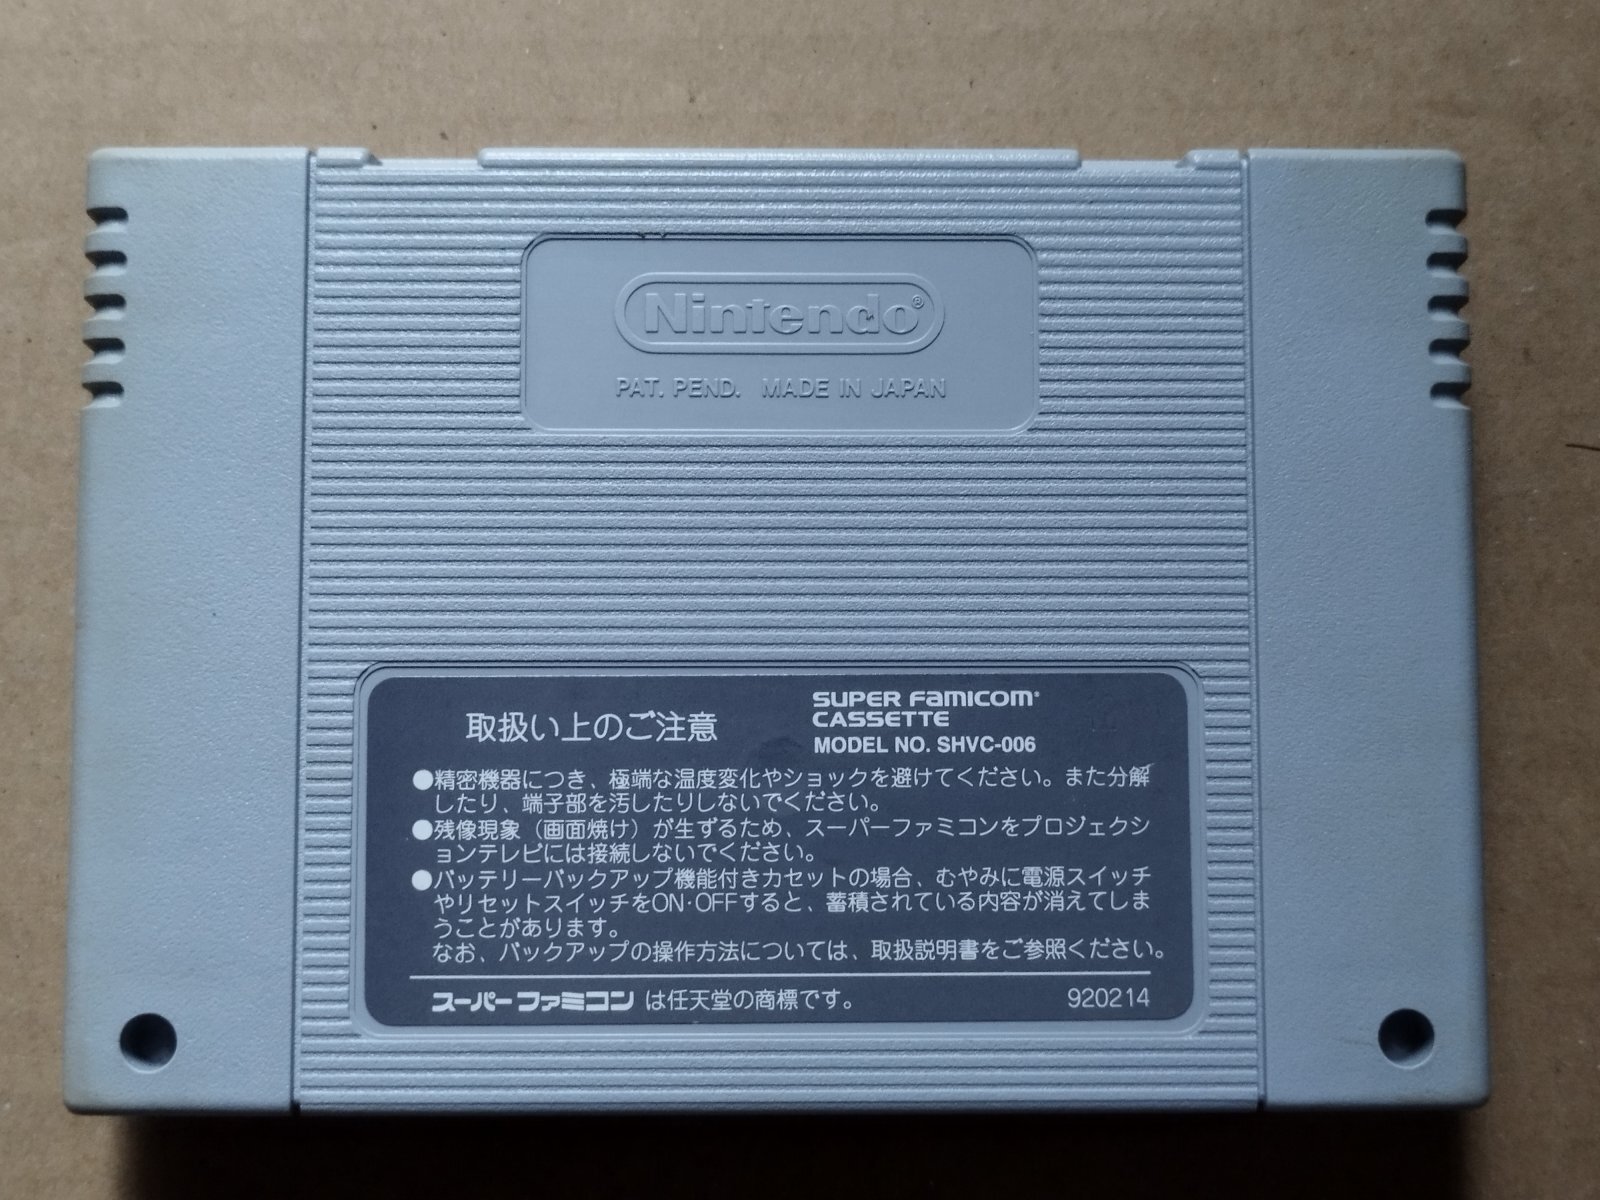 Nintendo®
PAT. PEND. MADE IN JAPAN
取扱い上のご注意
SUPER FAMICOM®
CASSETTE
MODEL NO. SHVC-006
●精密機器につき、極端な温度変化やショックを避けてください。また分解
したり、端子部を汚したりしないでください。
●残像現象（画面焼け）が生ずるため、スーパーファミコンをプロジェクシ
ョンテレビには接続しないでください。
●バッテリーバックアップ機能付きカセットの場合、むやみに電源スイッチ
やリセットスイッチをON·OFFすると、蓄積されている内容が消えてしま
うことがあります。
なお、バックアップの操作方法については、取扱説明書をご参照ください。
スーパーファミコン は任天堂の商標です。 920214